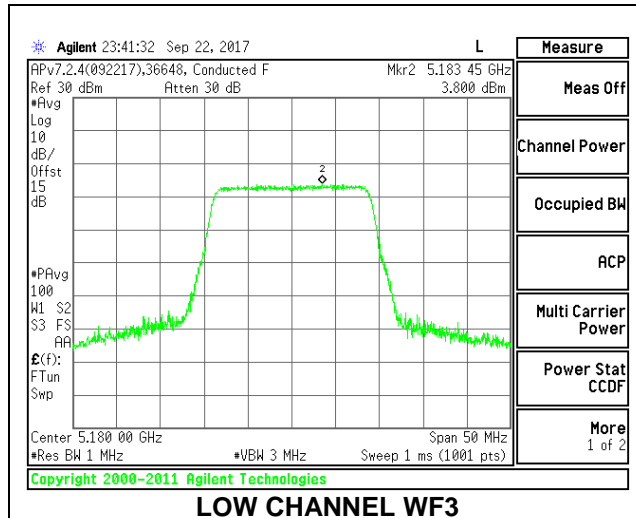 Agilent 23:41:32 Sep 22, 2017 L
APv7.2.4(092217),36648, Conducted F Mkr2 5.183 45 GHz
Ref 30 dBm Atten 30 dB 3.800 dBm
#Avg
Log
10
dB/
Offst
15
dB
2
#PAvg
100
W1 S2
S3 FS
AA
£(f):
FTun
Swp
Center 5.180 00 GHz Span 50 MHz
#Res BW 1 MHz #VBW 3 MHz Sweep 1 ms (1001 pts)
Copyright 2000-2011 Agilent Technologies
Measure
Meas Off
Channel Power
Occupied BW
ACP
Multi Carrier
Power
Power Stat
CCDF
More
1 of 2
LOW CHANNEL WF3